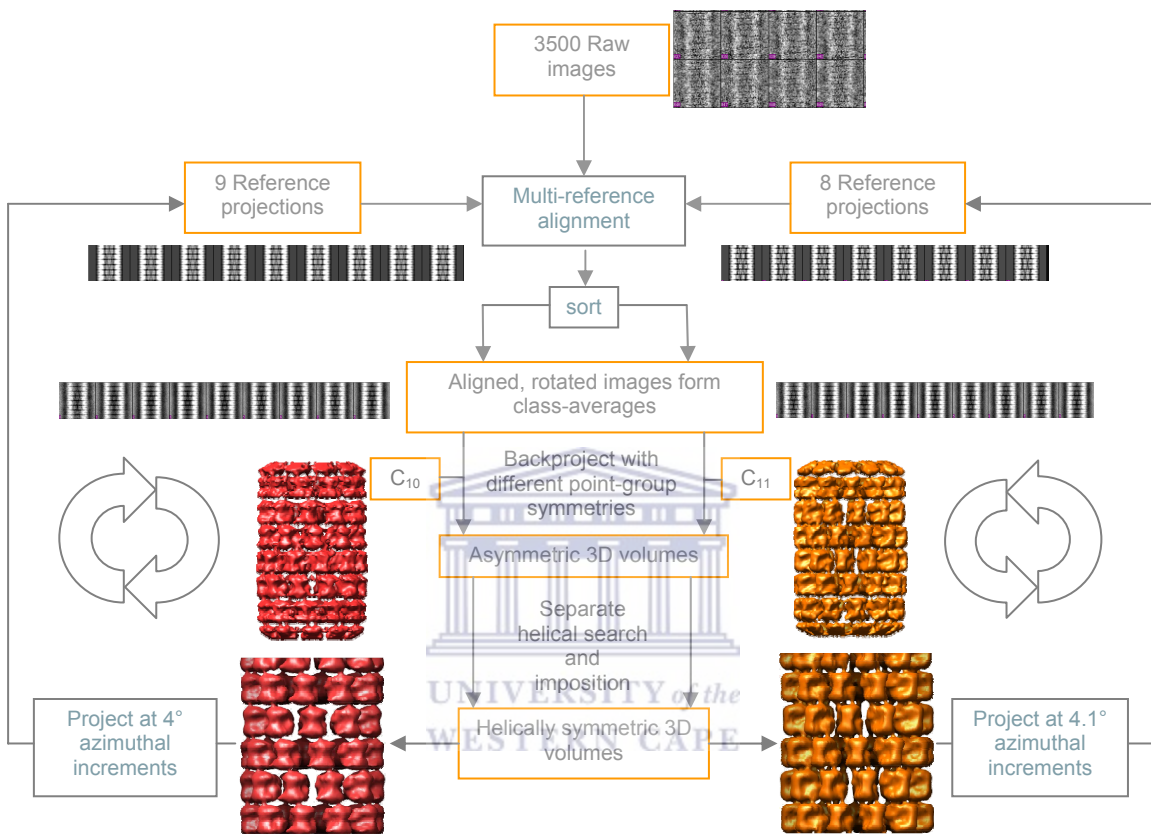 3500 Raw
images
9 Reference
projections
Multi-reference
alignment
8 Reference
projections
sort
Aligned, rotated images form
class-averages
C10
Backproject with
different point-group
symmetries
C11
Asymmetric 3D volumes
Separate
helical search
and
imposition
UNIVERSITY of the
WESTERN CAPE
Project at 4°
azimuthal
increments
Helically symmetric 3D
volumes
Project at 4.1°
azimuthal
increments